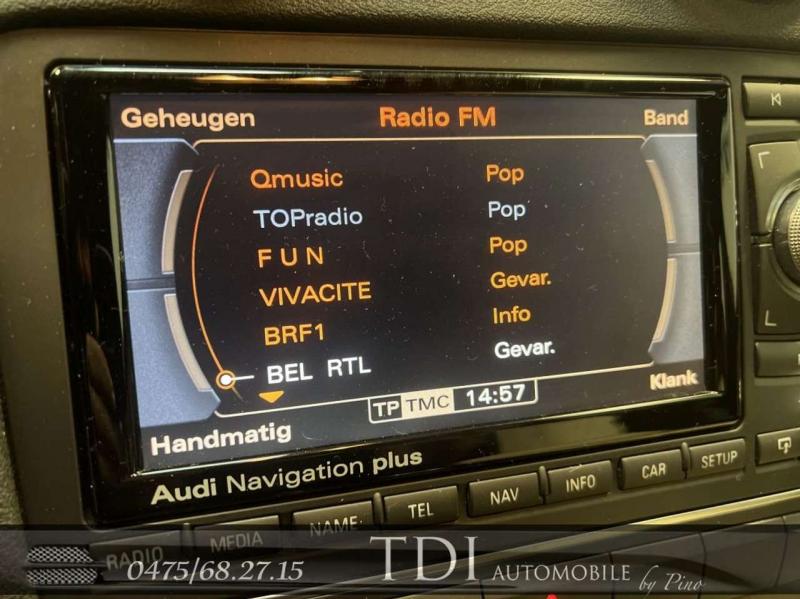 Geheugen Radio FM Band
Qmusic Pop
TOPradio Pop
F U N Pop
VIVACITE Gevar.
BRF1 Info
BEL RTL Gevar.
Klank
TP TMC 14:57
Handmatig
Audi Navigation plus
RADIO MEDIA NAME TEL NAV INFO CAR SETUP
0475/68.27.15 TDI AUTOMOBILE by Pino